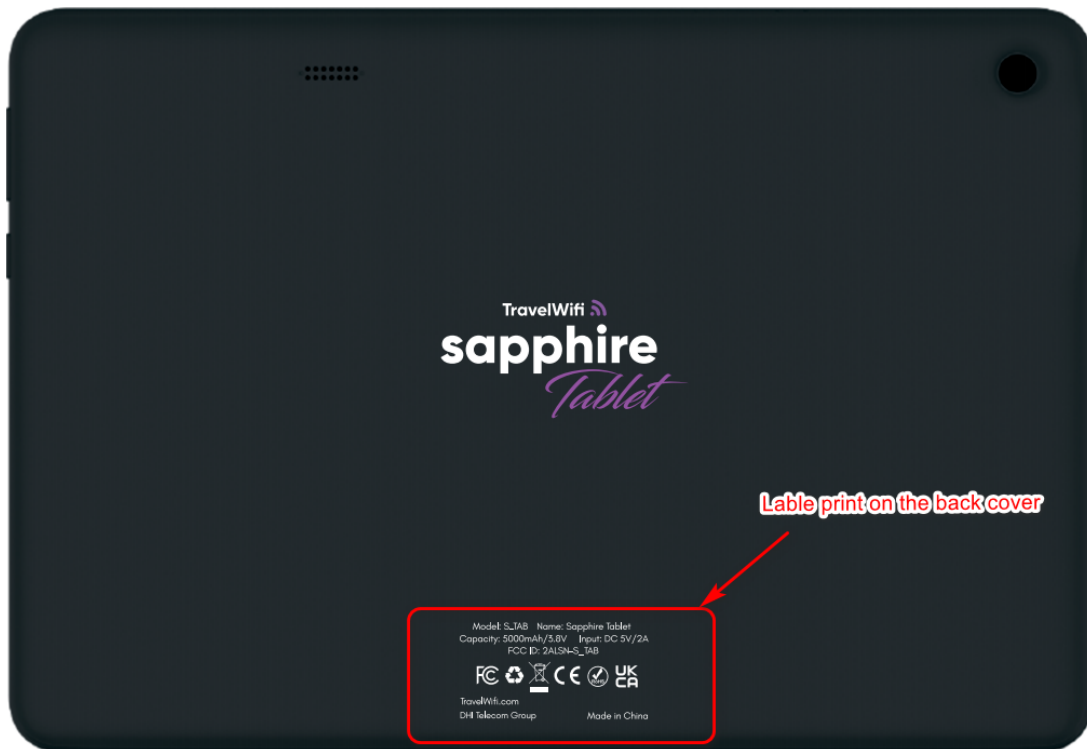 TravelWifi
sapphire
Tablet
Lable print on the back cover
Model: S_TAB Name: Sapphire Tablet
Capacity: 5000mAh/3.8V Input: DC 5V/2A
FCC ID: 2ALSN-S_TAB
FC CE RoHS UK CA
TravelWifi.com
DHI Telecom Group Made in China